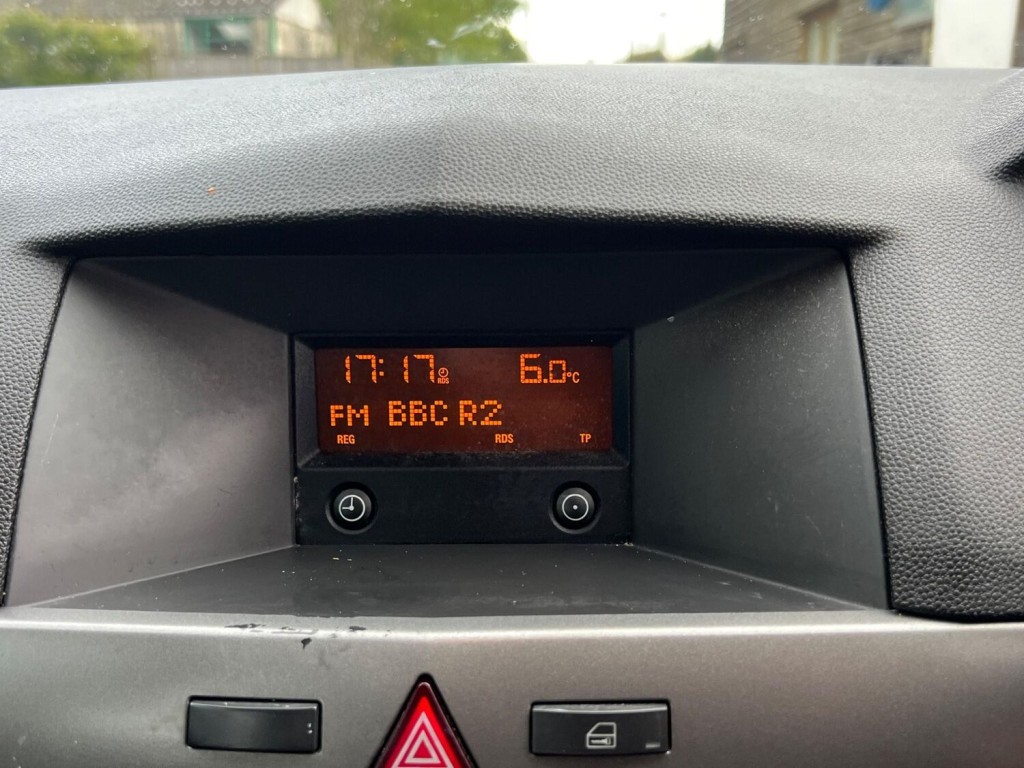 17:17 RDS 6.0°C
FM BBC R2
REG RDS TP